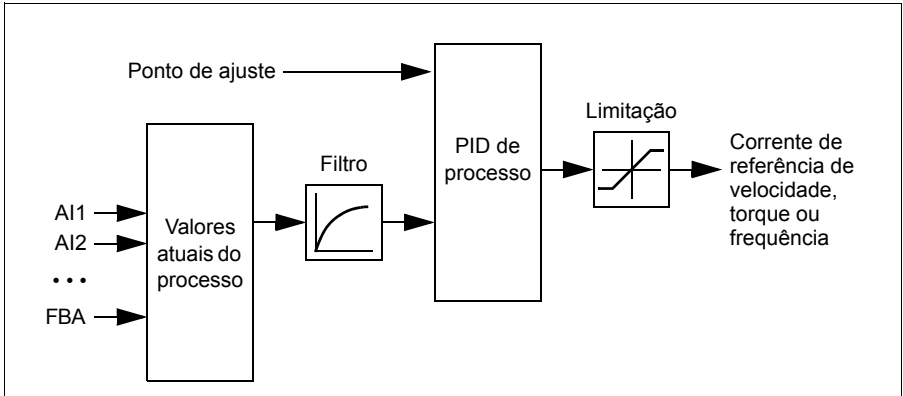 Ponto de ajuste
Limitação
PID de
processo
Corrente de
referência de
velocidade,
torque ou
frequência
Filtro
AI1
AI2
...
FBA
Valores
atuais do
processo